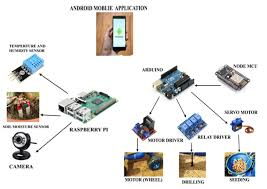 ANDROID MOBLIE APPLICATION
TEMPERATURE AND
HUMIDITY SENSOR
ARDUINO
NODE MCU
SOIL MOISTURE SENSOR
RASPBERRY PI
SERVO MOTOR
RELAY DRIVER
MOTOR DRIVER
CAMERA
MOTOR (WHEEL)
DRILLING
SEEDING